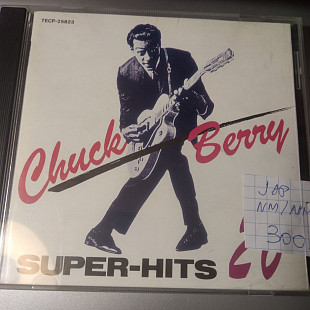 TECP-25823
Chuck Berry
SUPER-HITS 20
JAP
NM/NM
300